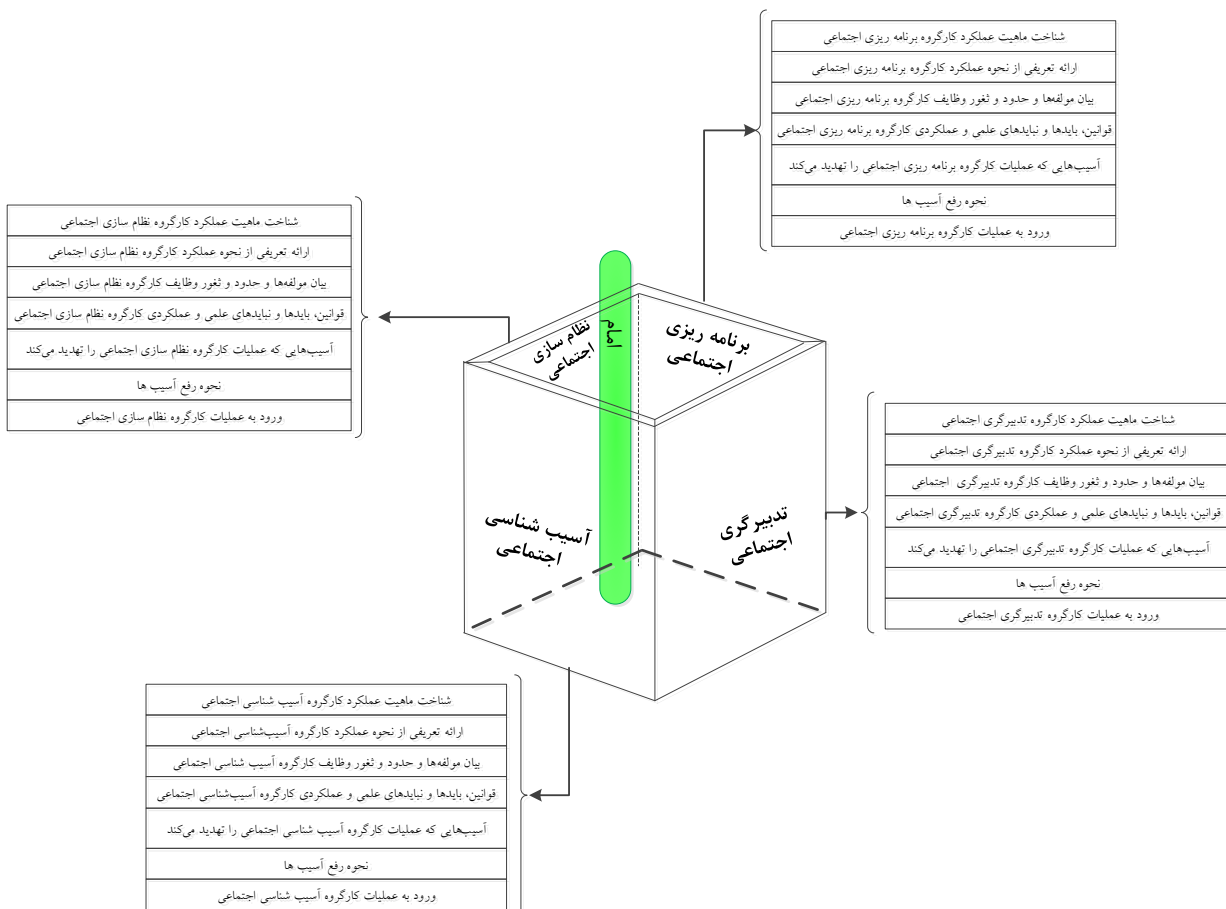 شناخت ماهیت عملکرد کارگروه برنامه ریزی اجتماعی
ارائه تعریفی از نحوه عملکرد کارگروه برنامه ریزی اجتماعی
بیان مولفه‌ها و حدود و ثغور وظایف کارگروه برنامه ریزی اجتماعی
قوانین، بایدها و نبایدهای علمی و عملکردی کارگروه برنامه ریزی اجتماعی
آسیب‌هایی که عملیات کارگروه برنامه ریزی اجتماعی را تهدید می‌کند
نحوه رفع آسیب ها
ورود به عملیات کارگروه برنامه ریزی اجتماعی
شناخت ماهیت عملکرد کارگروه نظام سازی اجتماعی
ارائه تعریفی از نحوه عملکرد کارگروه نظام سازی اجتماعی
بیان مولفه‌ها و حدود و ثغور وظایف کارگروه نظام سازی اجتماعی
قوانین، بایدها و نبایدهای علمی و عملکردی کارگروه نظام سازی اجتماعی
آسیب‌هایی که عملیات کارگروه نظام سازی اجتماعی را تهدید می‌کند
نحوه رفع آسیب ها
ورود به عملیات کارگروه نظام سازی اجتماعی
برنامه ریزی
اجتماعی
امام
نظام سازی
اجتماعی
تدبیرگری
اجتماعی
آسیب شناسی
اجتماعی
شناخت ماهیت عملکرد کارگروه تدبیرگری اجتماعی
ارائه تعریفی از نحوه عملکرد کارگروه تدبیرگری اجتماعی
بیان مولفه‌ها و حدود و ثغور وظایف کارگروه تدبیرگری اجتماعی
قوانین، بایدها و نبایدهای علمی و عملکردی کارگروه تدبیرگری اجتماعی
آسیب‌هایی که عملیات کارگروه تدبیرگری اجتماعی را تهدید می‌کند
نحوه رفع آسیب ها
ورود به عملیات کارگروه تدبیرگری اجتماعی
شناخت ماهیت عملکرد کارگروه آسیب شناسی اجتماعی
ارائه تعریفی از نحوه عملکرد کارگروه آسیب‌شناسی اجتماعی
بیان مولفه‌ها و حدود و ثغور وظایف کارگروه آسیب شناسی اجتماعی
قوانین، بایدها و نبایدهای علمی و عملکردی کارگروه آسیب‌شناسی اجتماعی
آسیب‌هایی که عملیات کارگروه آسیب شناسی اجتماعی را تهدید می‌کند
نحوه رفع آسیب ها
ورود به عملیات کارگروه آسیب شناسی اجتماعی